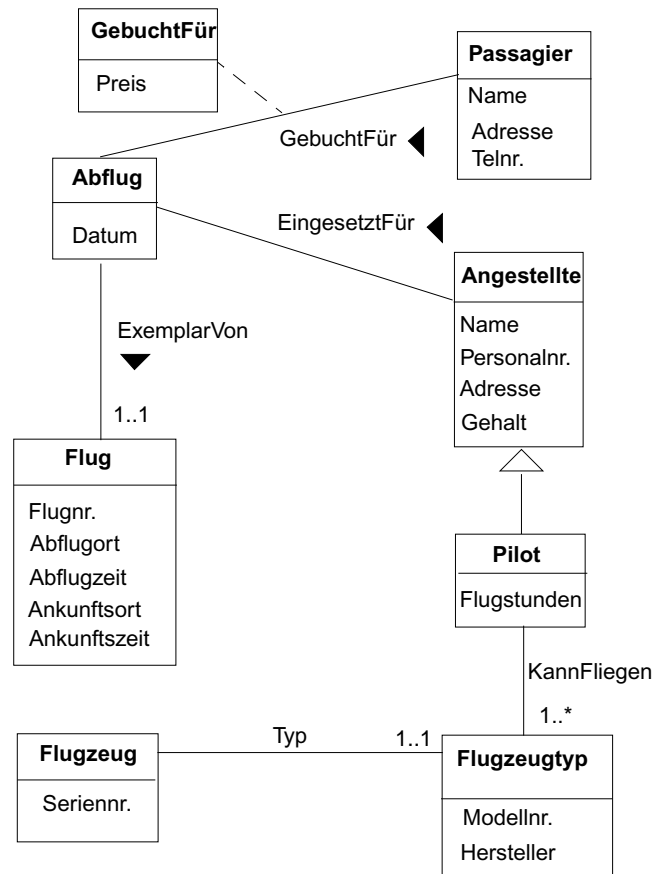 GebuchtFür
Preis
Passagier
Name
Adresse
Telnr.
GebuchtFür
Abflug
Datum
EingesetztFür
Angestellte
Name
Personalnr.
Adresse
Gehalt
ExemplarVon
1..1
Flug
Flugnr.
Abflugort
Abflugzeit
Ankunftsort
Ankunftszeit
Pilot
Flugstunden
KannFliegen
1..*
Typ
1..1
Flugzeug
Seriennr.
Flugzeugtyp
Modellnr.
Hersteller